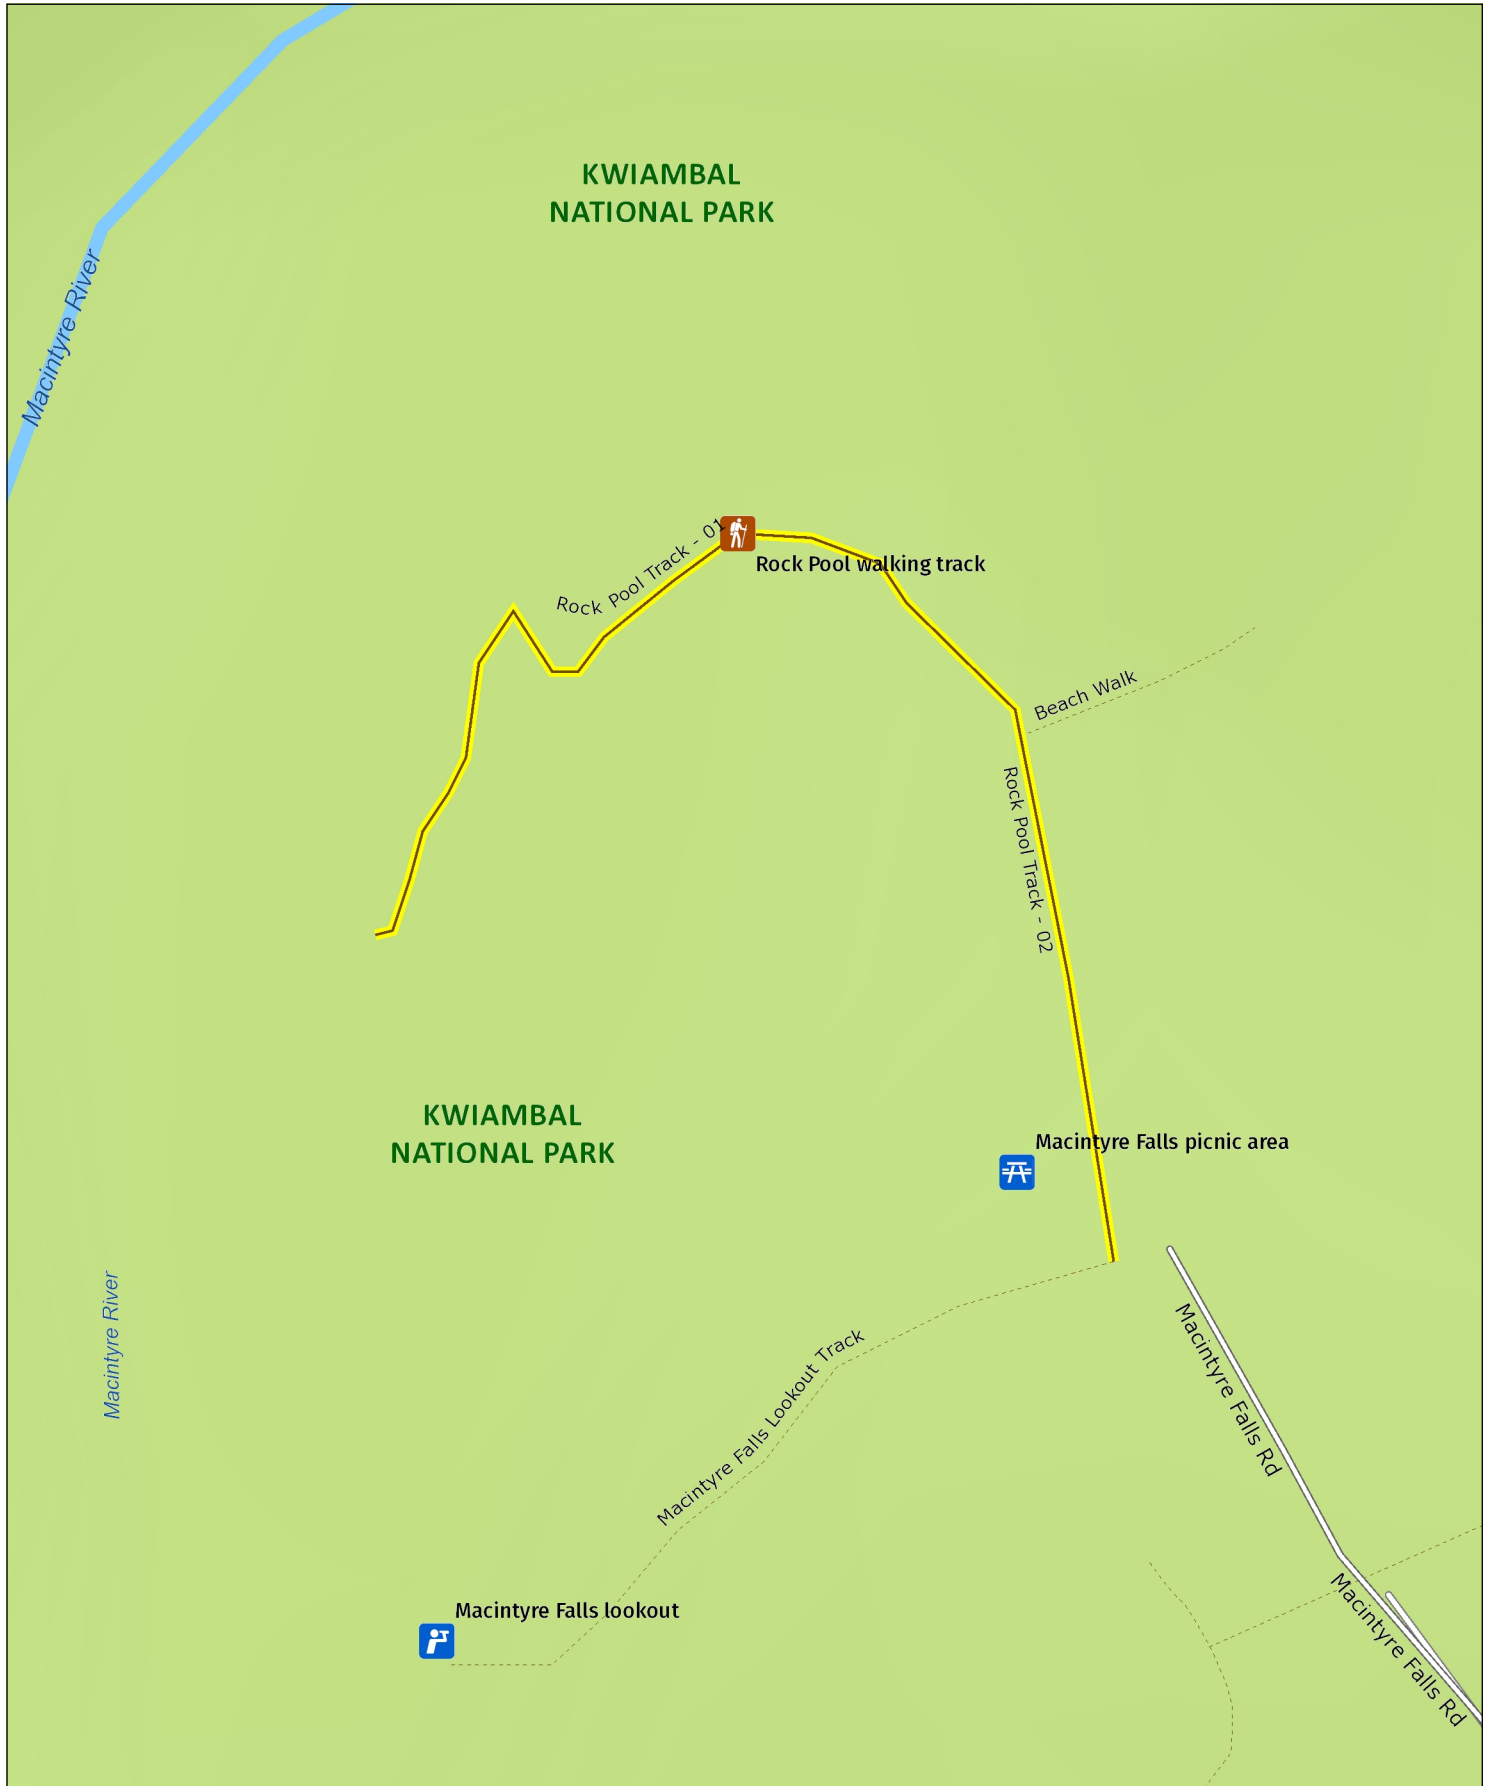 KWIAMBAL
NATIONAL PARK
Macintyre River
Rock Pool Track - 01
Rock Pool walking track
Beach Walk
Rock Pool Track - 02
KWIAMBAL
NATIONAL PARK
Macintyre Falls picnic area
Macintyre River
Macintyre Falls Rd
Macintyre Falls Lookout Track
Macintyre Falls lookout
Macintyre Falls Rd